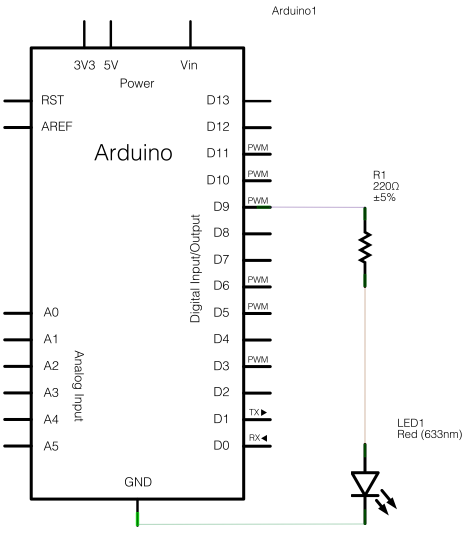 Arduino1
3V3 5V Vin
Power
RST
AREF
Arduino
D13
D12
D11 PWM
D10 PWM
D9 PWM
D8
D7
D6 PWM
D5 PWM
D4
D3 PWM
D2
D1 TX
D0 RX
Digital Input/Output
A0
A1
A2
A3
A4
A5
Analog Input
GND
R1
220Ω
±5%
LED1
Red (633nm)